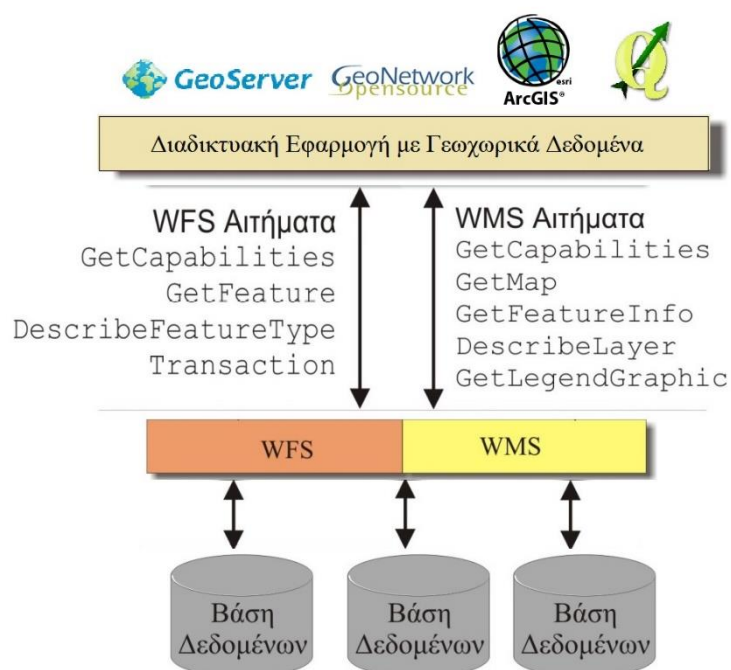 GeoServer
GeoNetwork
Opensource
esri
ArcGIS®
Q
Διαδικτυακή Εφαρμογή με Γεωχωρικά Δεδομένα
WFS Αιτήματα
GetCapabilities
GetFeature
DescribeFeatureType
Transaction
WMS Αιτήματα
GetCapabilities
GetMap
GetFeatureInfo
DescribeLayer
GetLegendGraphic
WFS
WMS
Βάση
Δεδομένων
Βάση
Δεδομένων
Βάση
Δεδομένων